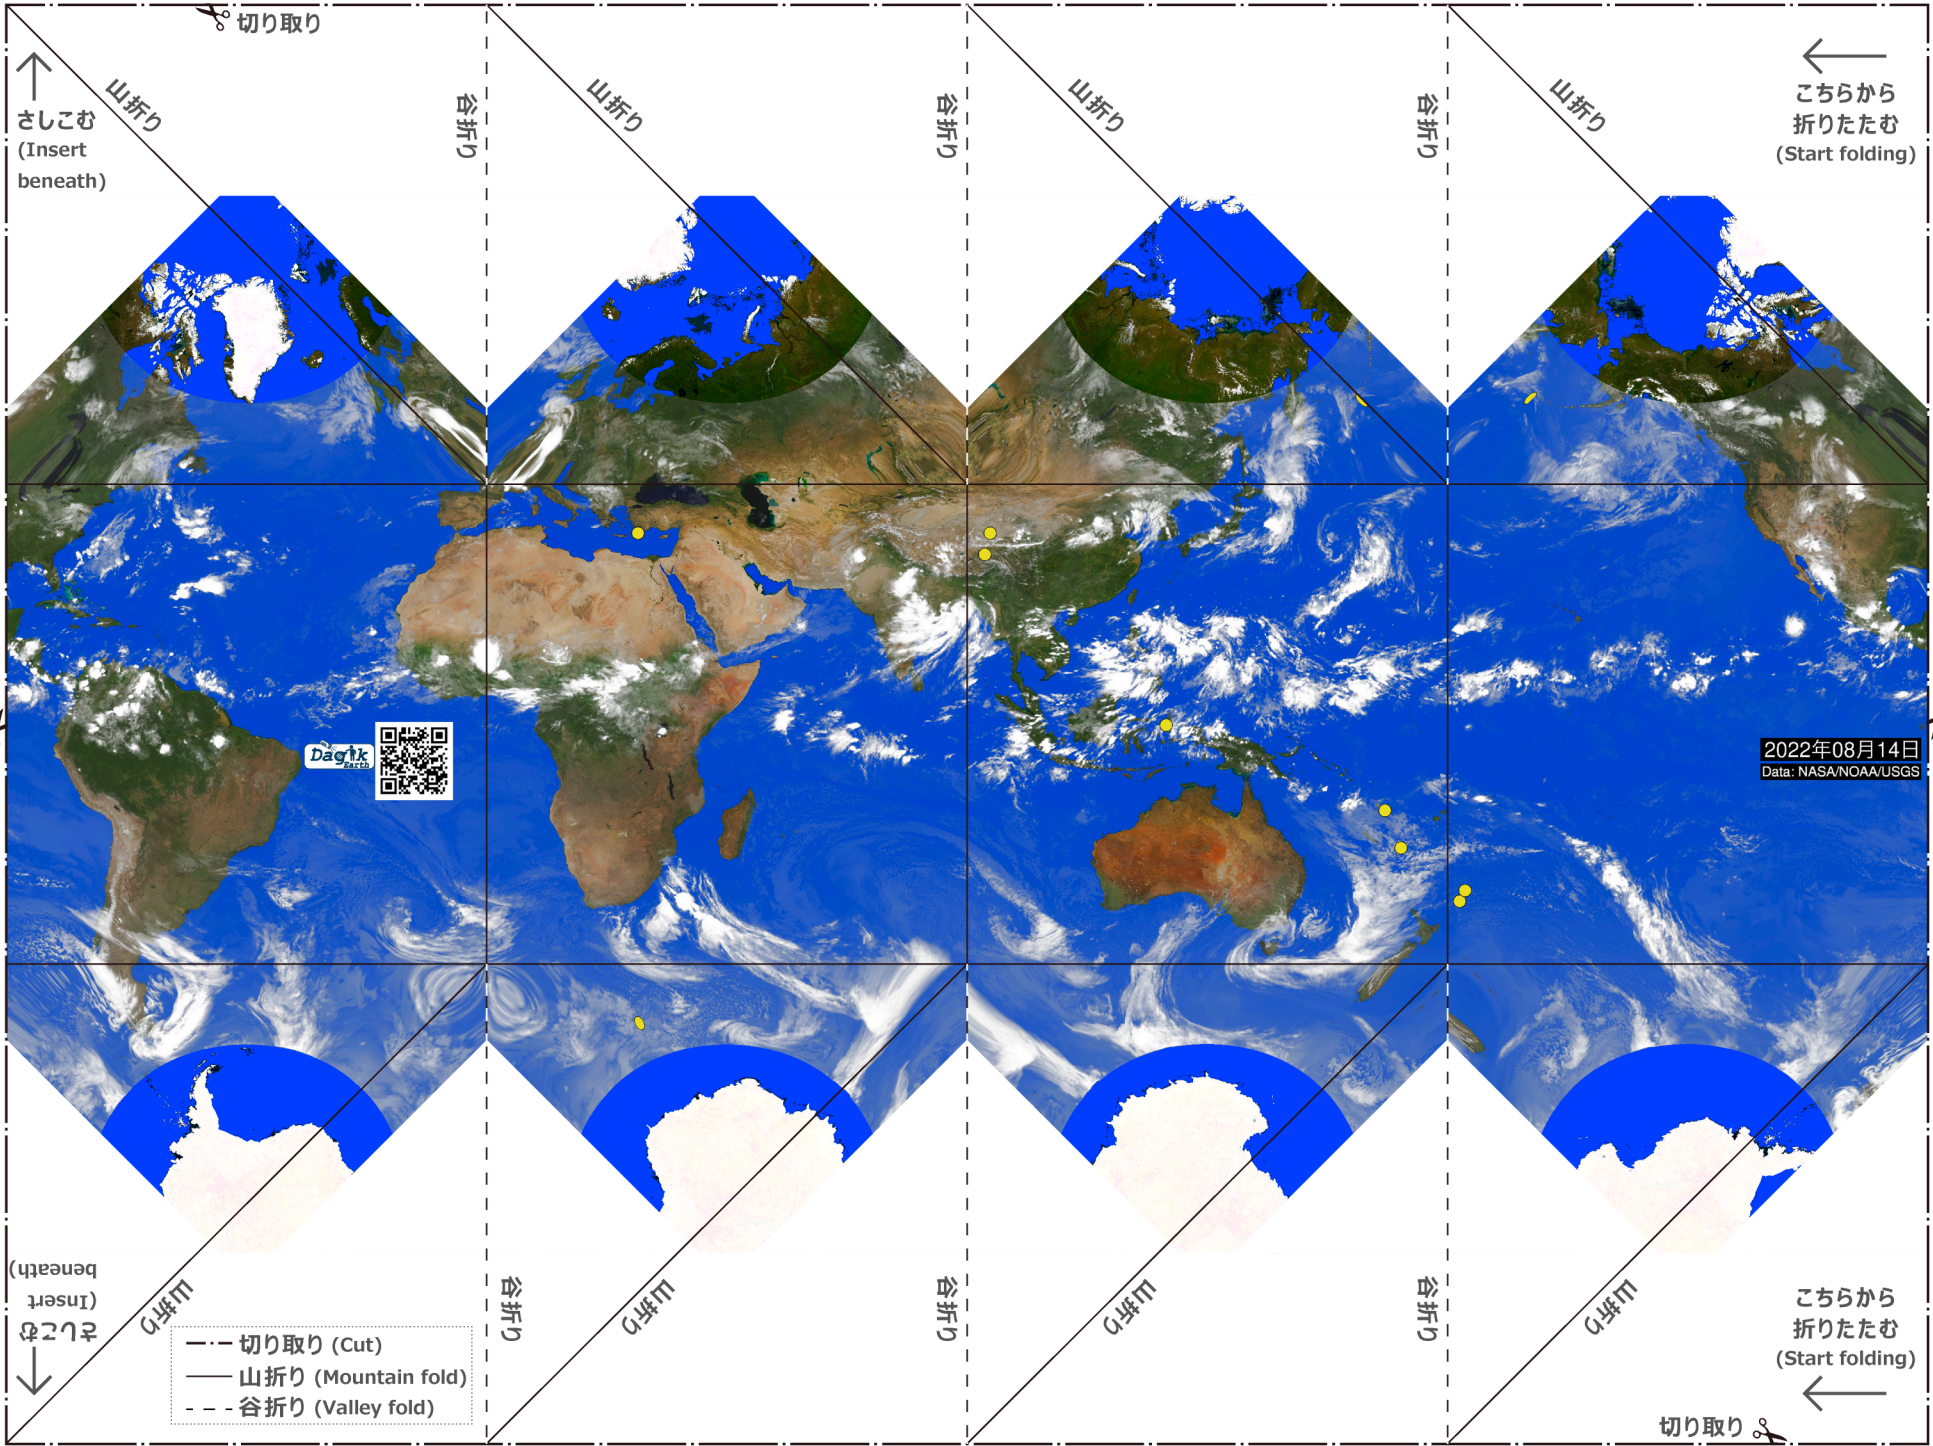 切り取り
さしこむ
(Insert
beneath)
山折り
谷折り
山折り
谷折り
山折り
谷折り
山折り
こちらから
折りたたむ
(Start folding)
Dagik
Earth
2022年08月14日
Data: NASA/NOAA/USGS
さしこむ
(Insert
beneath)
山折り
谷折り
山折り
谷折り
山折り
谷折り
山折り
こちらから
折りたたむ
(Start folding)
切り取り (Cut)
山折り (Mountain fold)
谷折り (Valley fold)
切り取り